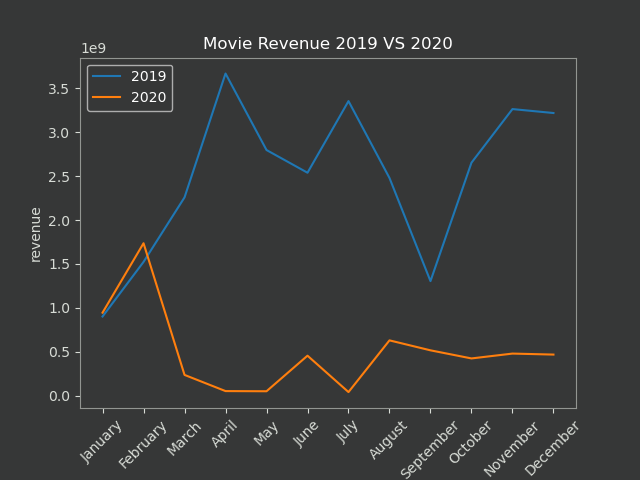 Movie Revenue 2019 VS 2020
1e9
2019
2020
3.5
3.0
2.5
2.0
1.5
1.0
0.5
0.0
revenue
January
February
March
April
May
June
July
August
September
October
November
December